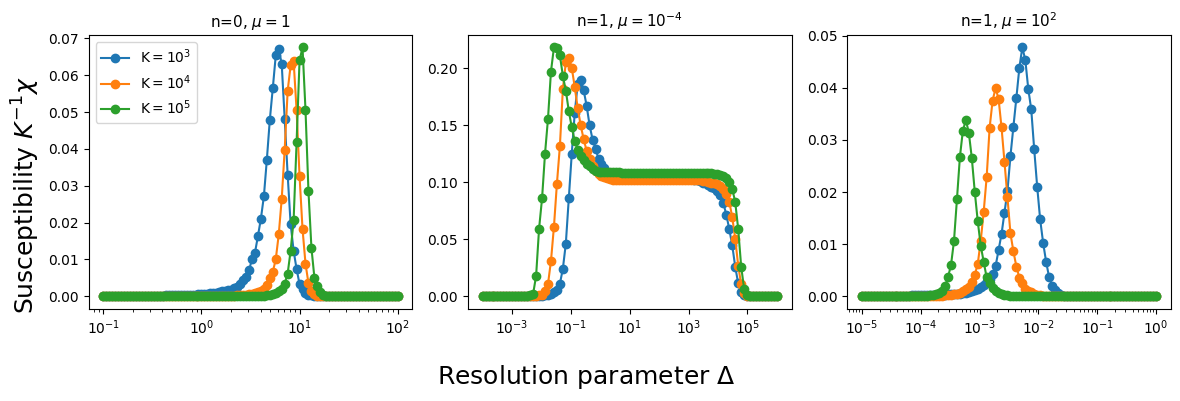 n=0, μ = 1
n=1, μ = 10⁻⁴
n=1, μ = 10²
Susceptibility K⁻¹χ
K = 10³
K = 10⁴
K = 10⁵
0.07
0.06
0.05
0.04
0.03
0.02
0.01
0.00
10⁻¹ 10⁰ 10¹ 10²
0.20
0.15
0.10
0.05
0.00
10⁻³ 10⁻¹ 10¹ 10³ 10⁵
0.05
0.04
0.03
0.02
0.01
0.00
10⁻⁵ 10⁻⁴ 10⁻³ 10⁻² 10⁻¹ 10⁰
Resolution parameter Δ